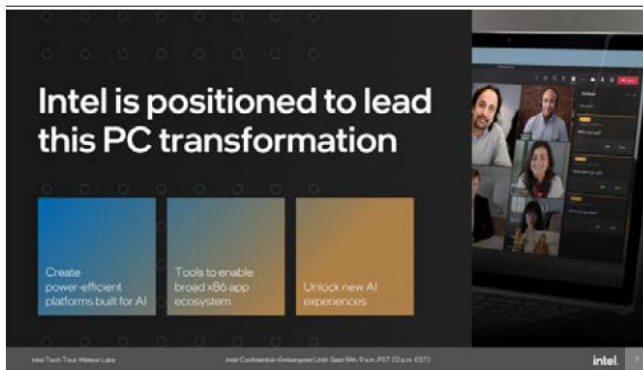 Intel is positioned to lead
this PC transformation
Create
power-efficient
platforms built for AI
Tools to enable
broad x86 app
ecosystem
Unlock new AI
experiences
Intel Tech Tour: Meteor Lake
Intel Confidential–Embargoed Until: Sept 19th, 9 a.m. PST (12 p.m. EST)
intel.